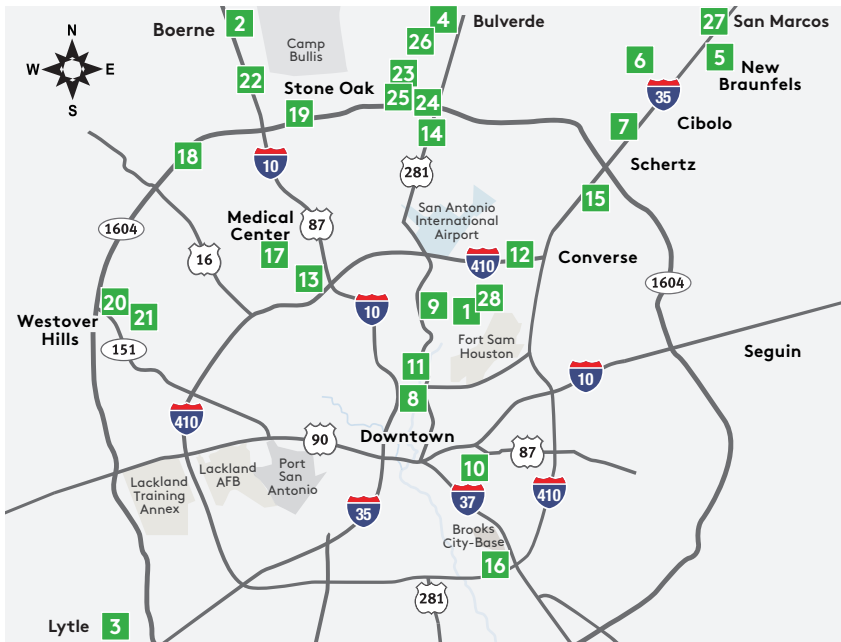 2
4
27
Boerne
Bulverde
San Marcos
N
W
E
S
26
Camp
Bullis
6
5
New
Braunfels
22
23
Stone Oak
25
24
35
19
14
7
Cibolo
18
10
281
Schertz
15
San Antonio
International
Airport
1604
87
Medical
Center
16
17
13
410
12
Converse
1604
20
21
10
9
1
28
Westover
Hills
151
Fort Sam
Houston
Seguin
11
10
8
410
90
Downtown
87
Lackland
Training
Annex
Lackland
AFB
Port
San
Antonio
10
37
410
35
Brooks
City-Base
16
281
Lytle
3